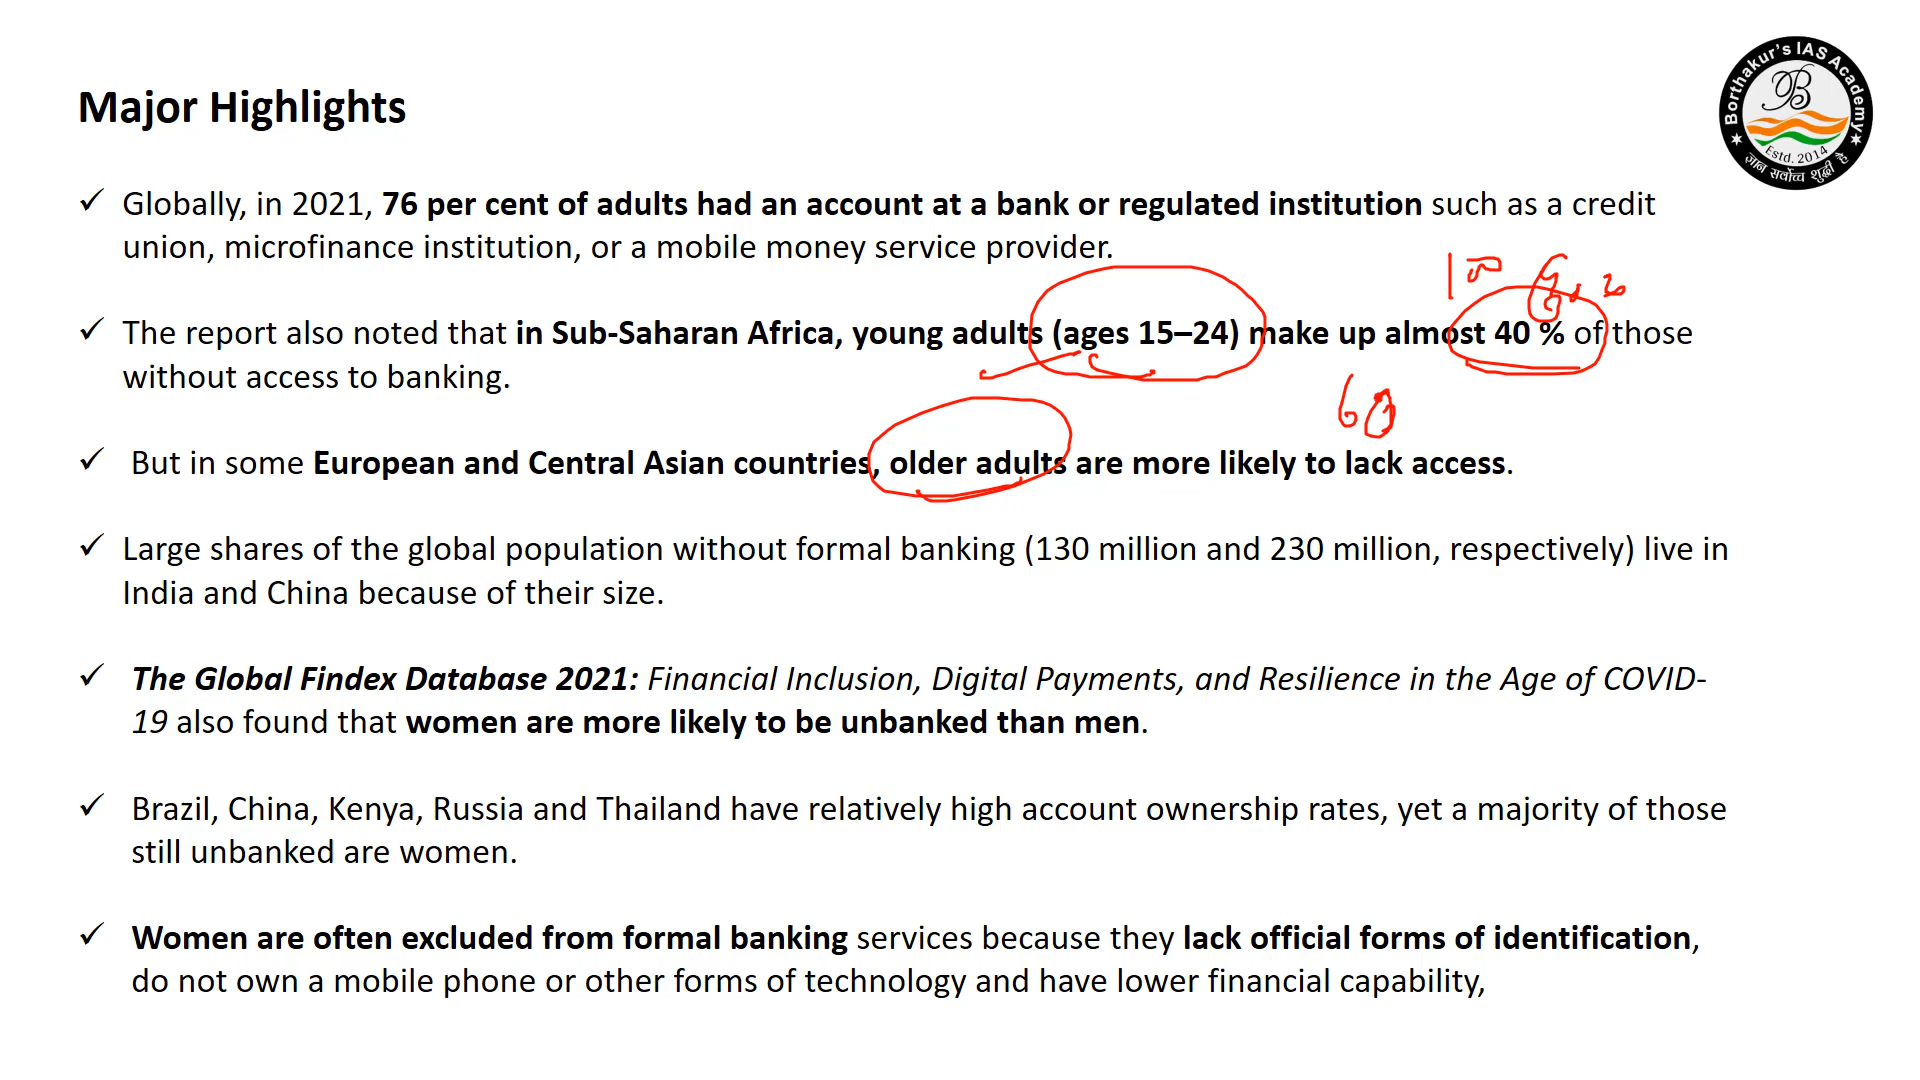 Major Highlights
Borthakur's IAS Academy
Estd. 2014
ज्ञान सर्वोच्च शुद्धी है
✓ Globally, in 2021, 76 per cent of adults had an account at a bank or regulated institution such as a credit
union, microfinance institution, or a mobile money service provider.
100
✓ The report also noted that in Sub-Saharan Africa, young adults (ages 15–24) make up almost 40 % of those
without access to banking.
60
✓ But in some European and Central Asian countries, older adults are more likely to lack access.
✓ Large shares of the global population without formal banking (130 million and 230 million, respectively) live in
India and China because of their size.
✓ The Global Findex Database 2021: Financial Inclusion, Digital Payments, and Resilience in the Age of COVID-
19 also found that women are more likely to be unbanked than men.
✓ Brazil, China, Kenya, Russia and Thailand have relatively high account ownership rates, yet a majority of those
still unbanked are women.
✓ Women are often excluded from formal banking services because they lack official forms of identification,
do not own a mobile phone or other forms of technology and have lower financial capability,